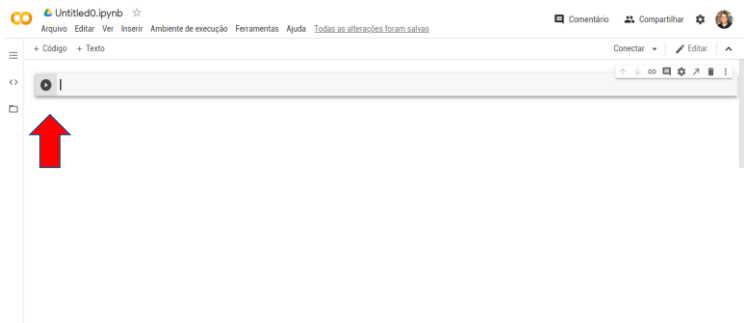 Untitled0.ipynb
Comentário Compartilhar
Arquivo Editar Ver Inserir Ambiente de execução Ferramentas Ajuda Todas as alterações foram salvas
+ Código + Texto Conectar Editar